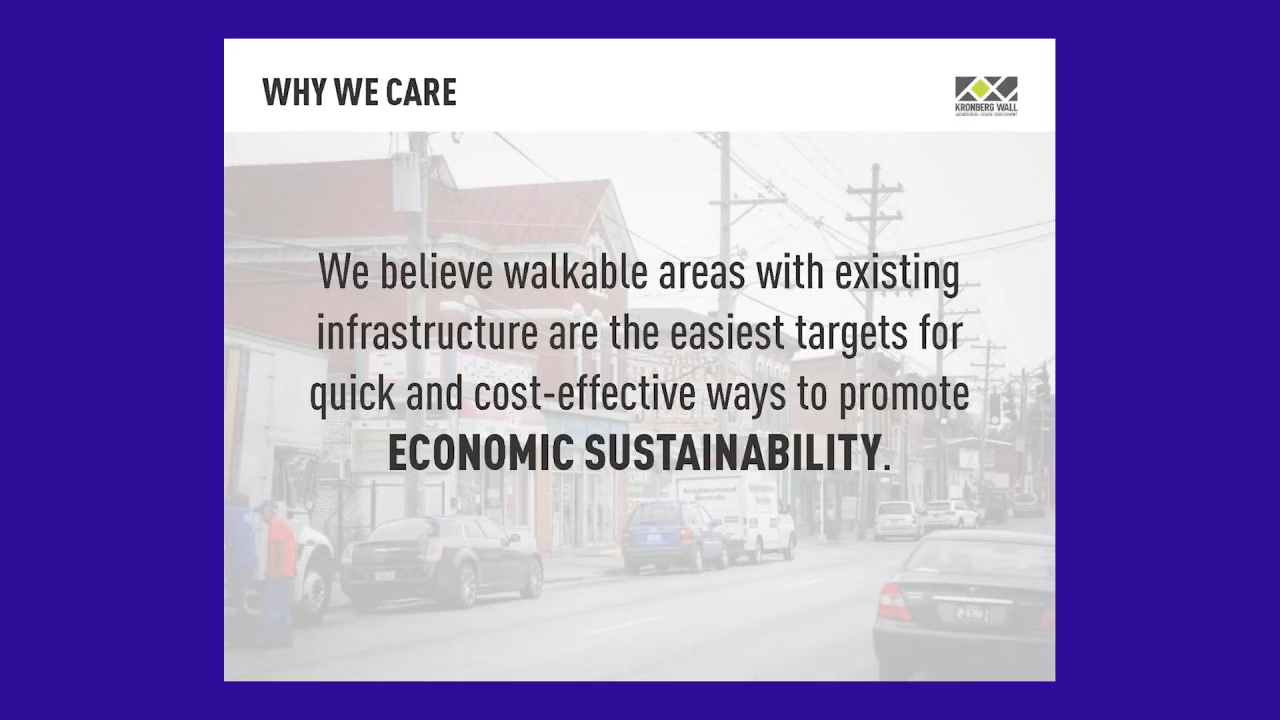 WHY WE CARE
KRONBERG WALL
We believe walkable areas with existing
infrastructure are the easiest targets for
quick and cost-effective ways to promote
ECONOMIC SUSTAINABILITY.